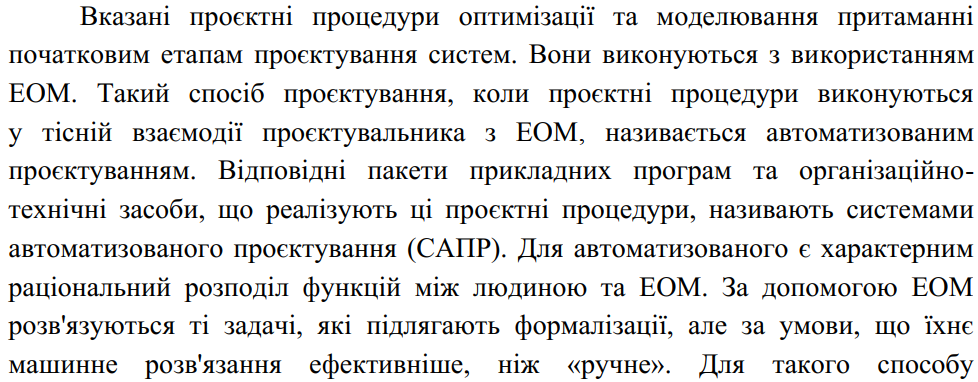 Вказані проєктні процедури оптимізації та моделювання притаманні
початковим етапам проєктування систем. Вони виконуються з використанням
ЕОМ. Такий спосіб проєктування, коли проєктні процедури виконуються
у тісній взаємодії проєктувальника з ЕОМ, називається автоматизованим
проєктуванням. Відповідні пакети прикладних програм та організаційно-
технічні засоби, що реалізують ці проєктні процедури, називають системами
автоматизованого проєктування (САПР). Для автоматизованого є характерним
раціональний розподіл функцій між людиною та ЕОМ. За допомогою ЕОМ
розв'язуються ті задачі, які підлягають формалізації, але за умови, що їхнє
машинне розв'язання ефективніше, ніж «ручне». Для такого способу